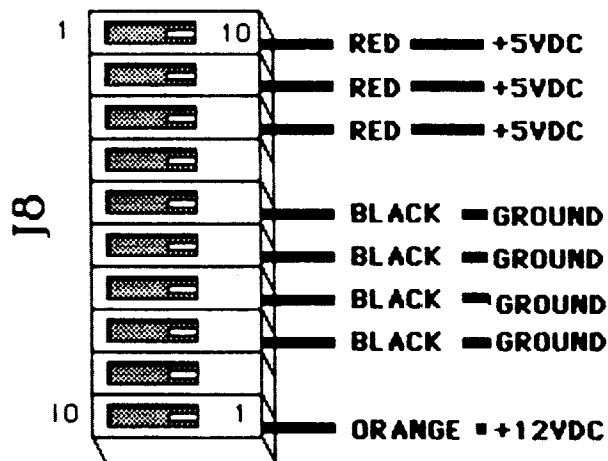 1 10 RED +5VDC
RED +5VDC
RED +5VDC
J8
BLACK GROUND
BLACK GROUND
BLACK GROUND
BLACK GROUND
10 1 ORANGE +12VDC